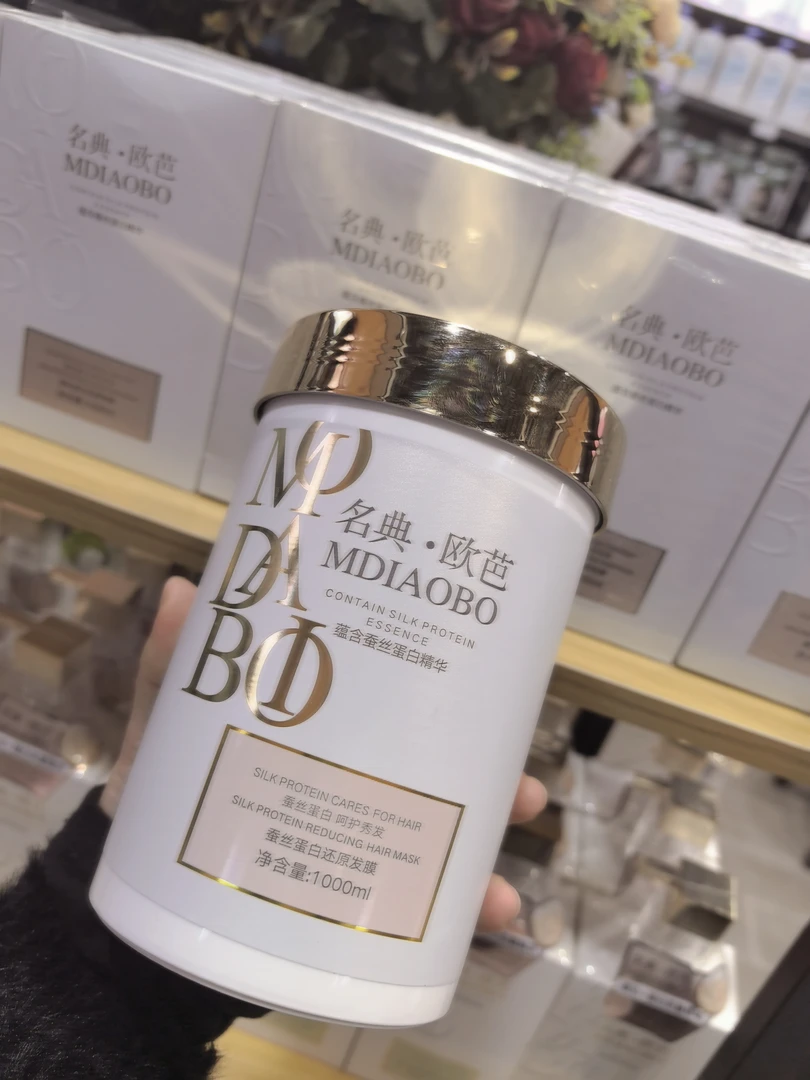 名典·欧芭
MDIAOBO
名典·欧芭
MDIAOBO
名典·欧芭
MDIAOBO
MO
DIA
BO
名典·欧芭
MDIAOBO
CONTAIN SILK PROTEIN
ESSENCE
蕴含蚕丝蛋白精华
SILK PROTEIN CARES FOR HAIR
蚕丝蛋白 呵护秀发
SILK PROTEIN REDUCING HAIR MASK
蚕丝蛋白还原发膜
净含量:1000ml